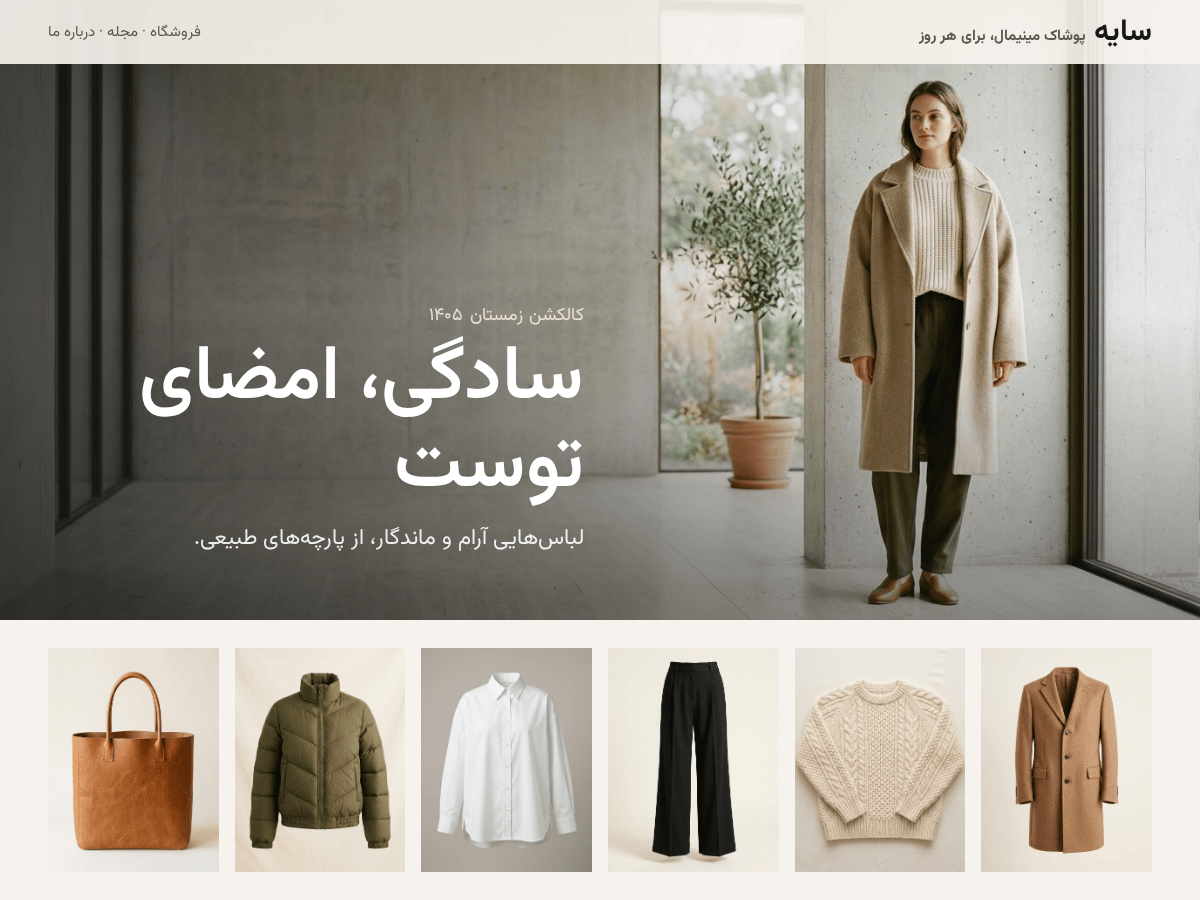 سایه پوشاک مینیمال، برای هر روز
فروشگاه · مجله · درباره ما
کالکشن زمستان ۱۴۰۵
سادگی، امضای
توست
لباس‌هایی آرام و ماندگار، از پارچه‌های طبیعی.